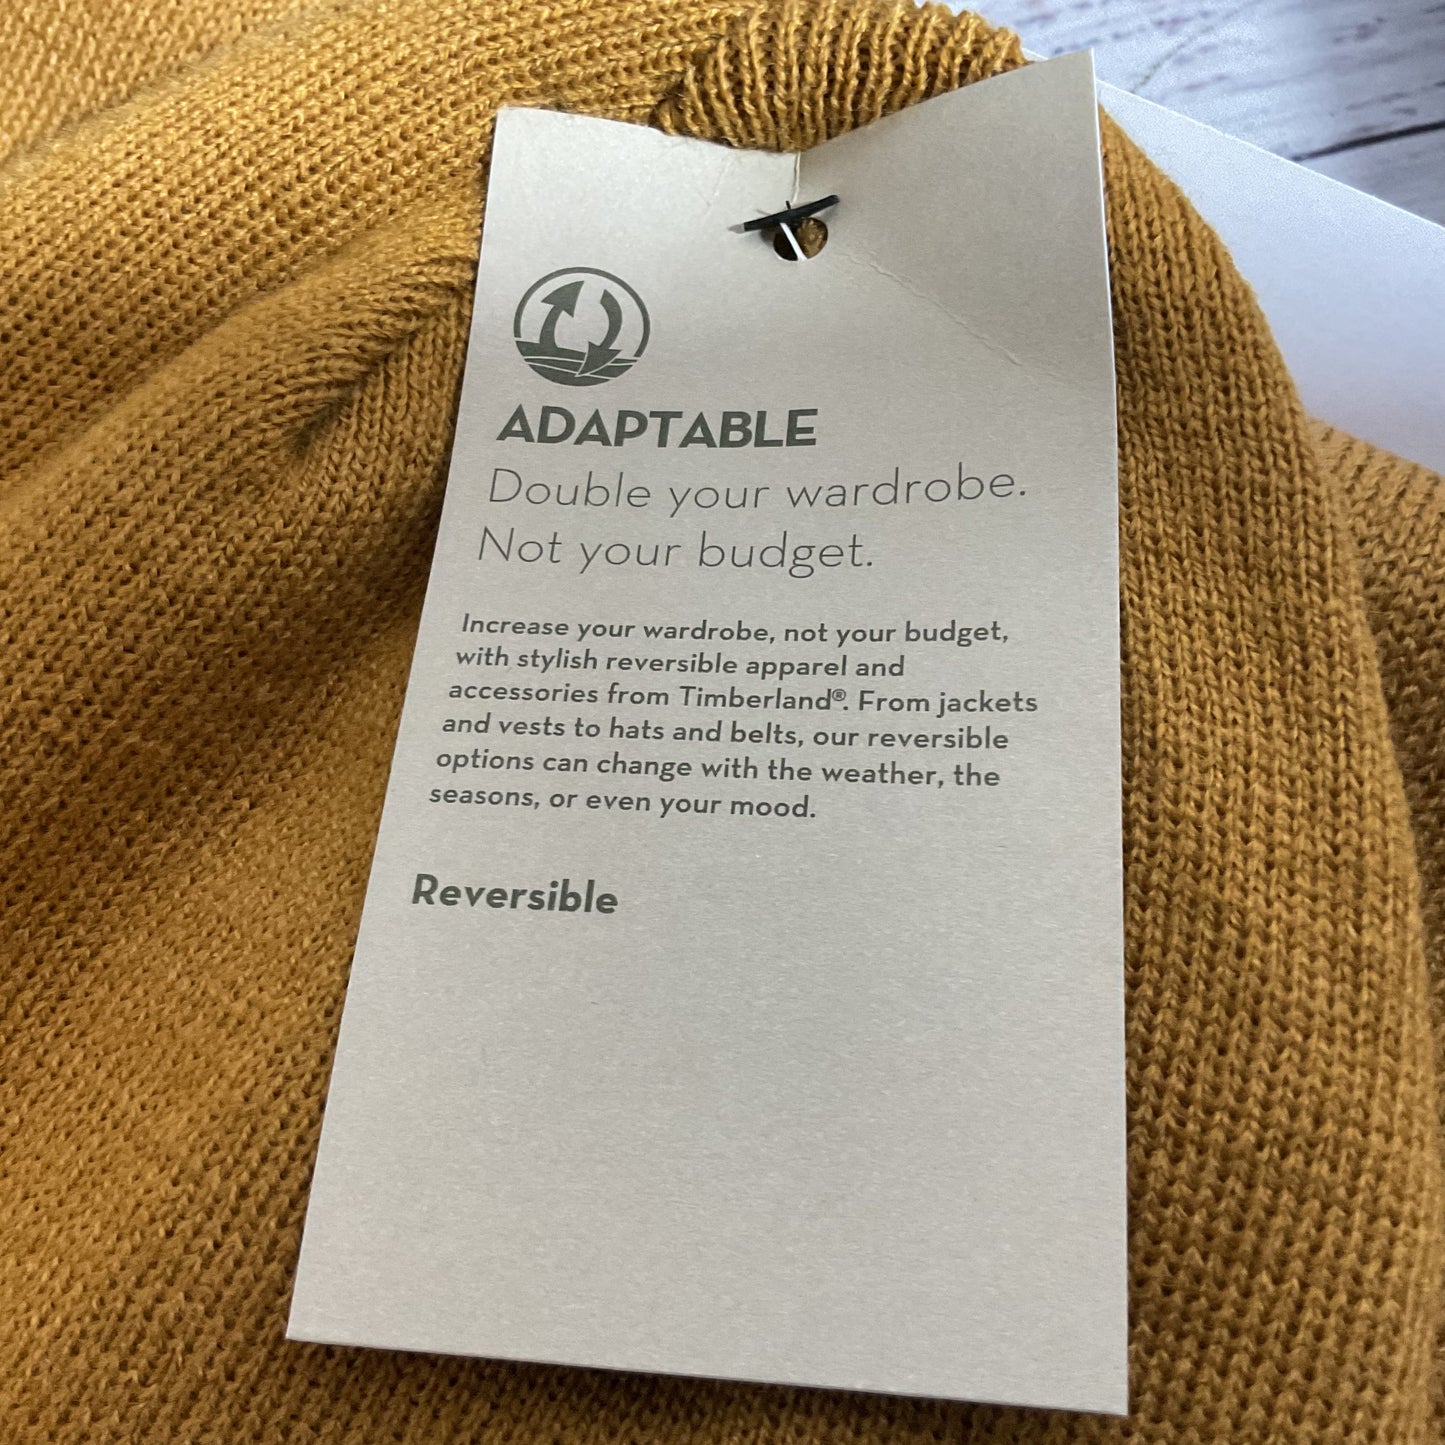 ADAPTABLE
Double your wardrobe.
Not your budget.
Increase your wardrobe, not your budget,
with stylish reversible apparel and
accessories from Timberland®. From jackets
and vests to hats and belts, our reversible
options can change with the weather, the
seasons, or even your mood.
Reversible